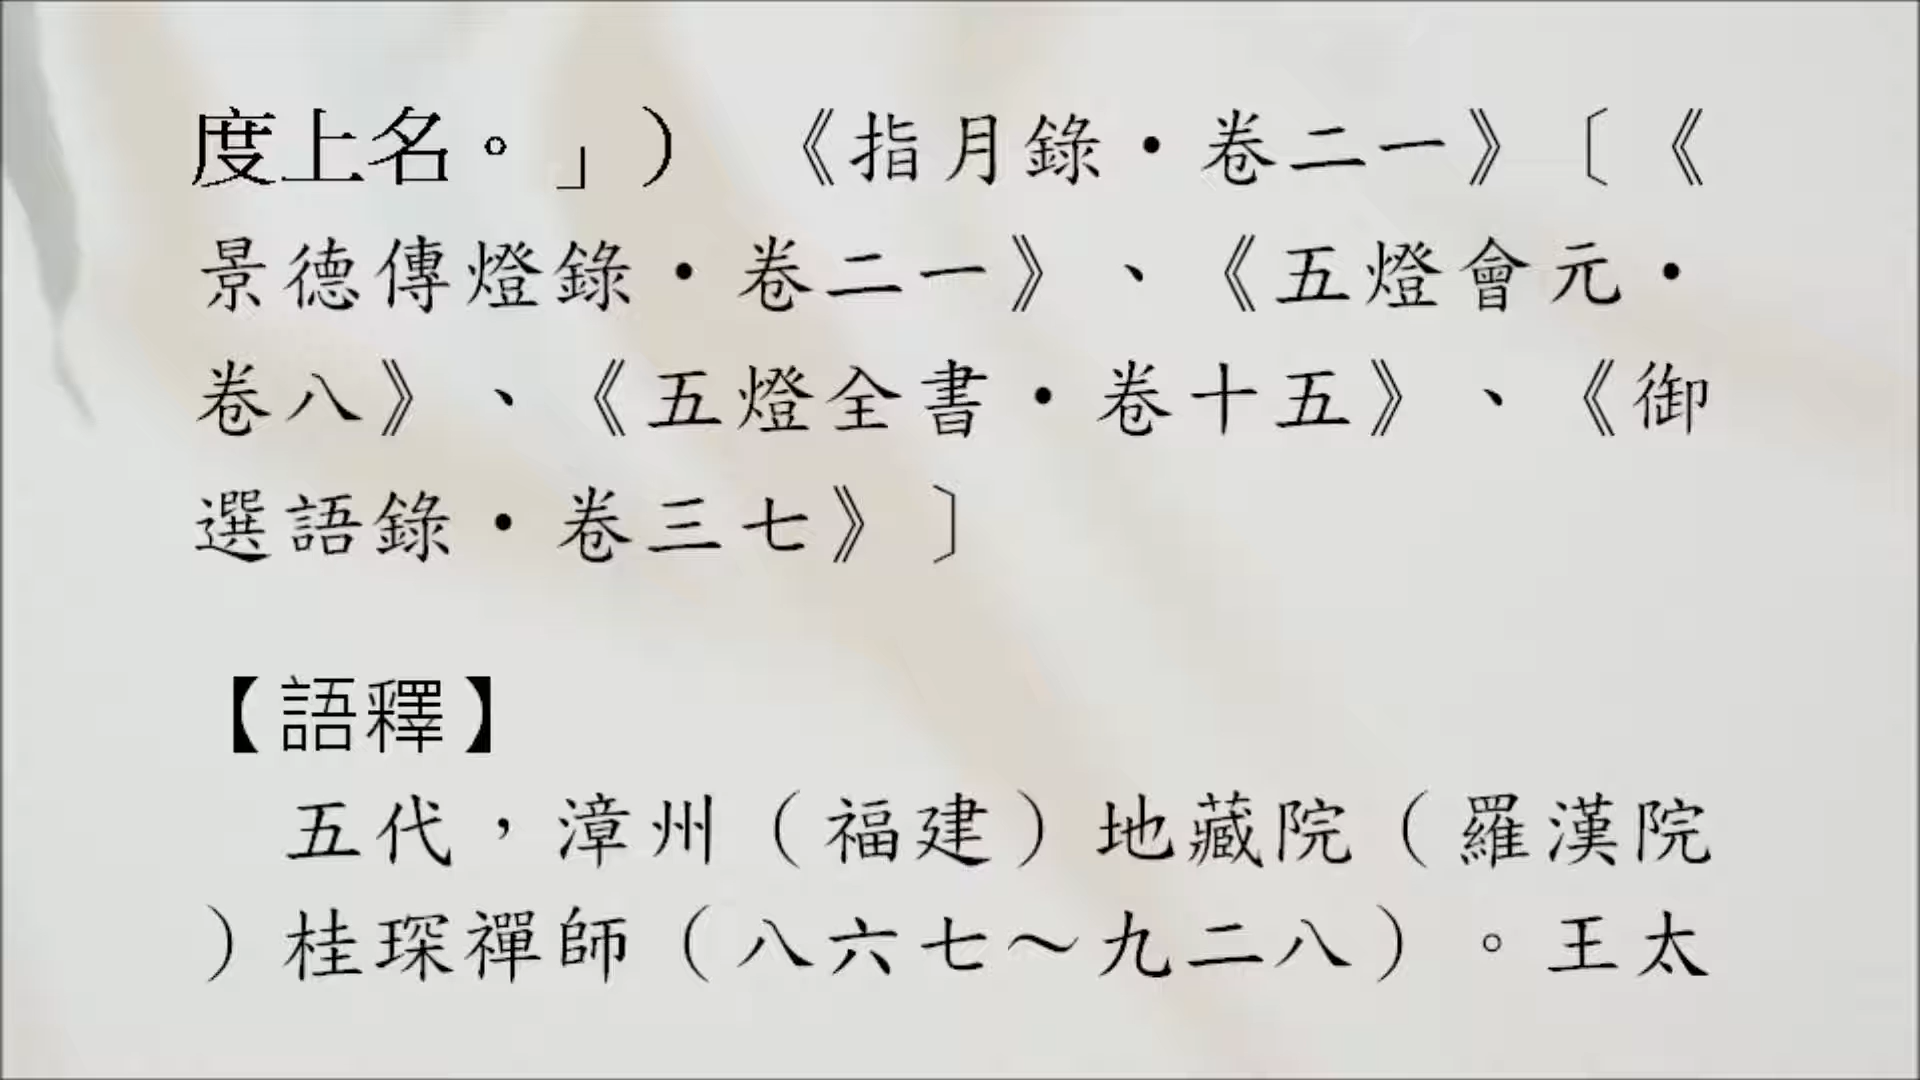 度上名。」） 《指月錄・卷二一》〔《
景德傳燈錄・卷二一》、《五燈會元・
卷八》、《五燈全書・卷十五》、《御
選語錄・卷三七》〕
【語釋】
五代，漳州（福建）地藏院（羅漢院
）桂琛禪師（八六七～九二八）。王太